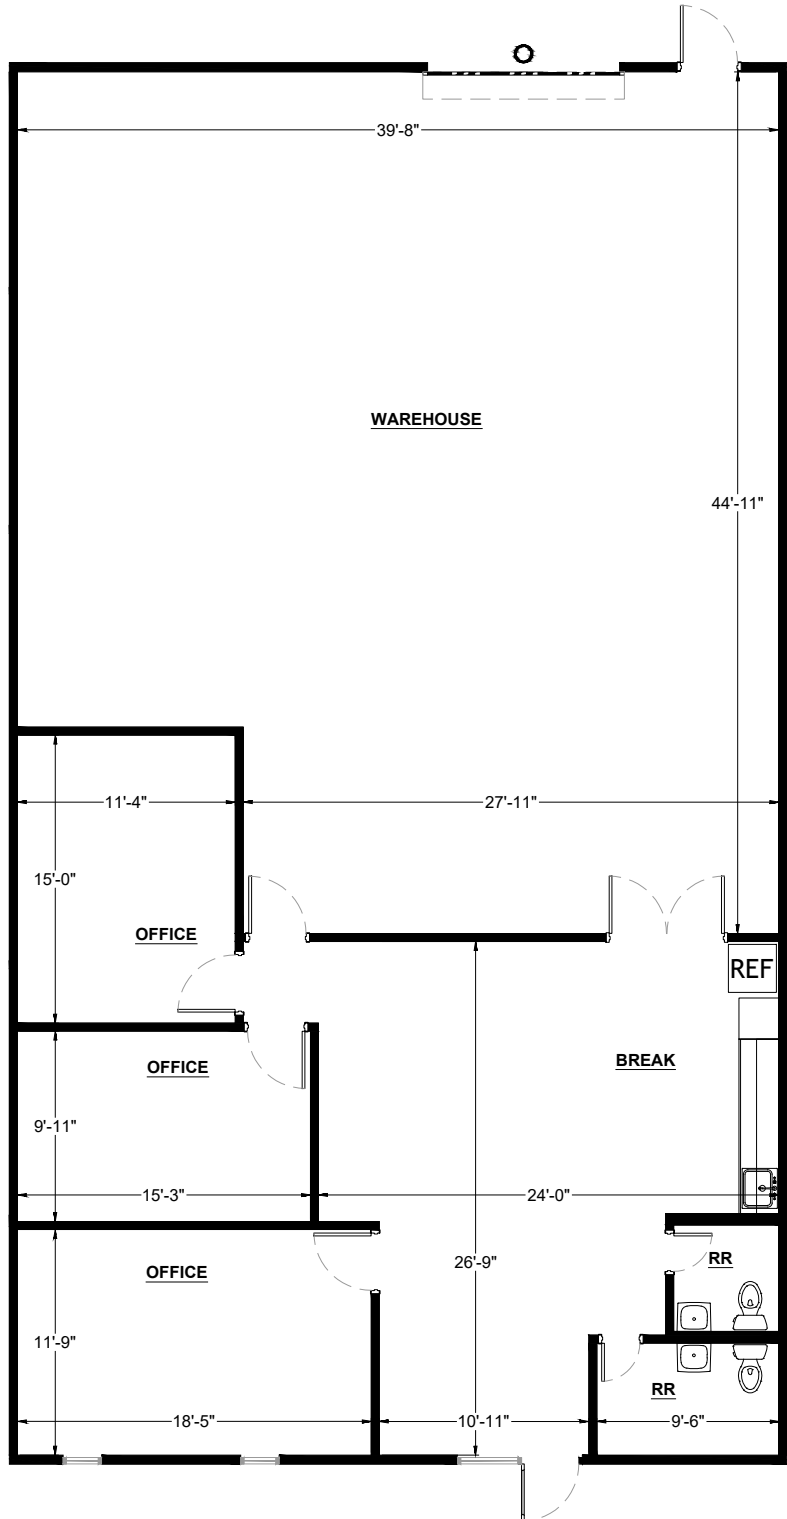 39'-8"
WAREHOUSE
44'-11"
11'-4"
27'-11"
15'-0"
OFFICE
REF
OFFICE
BREAK
9'-11"
15'-3"
24'-0"
OFFICE
RR
26'-9"
11'-9"
RR
18'-5"
10'-11"
9'-6"